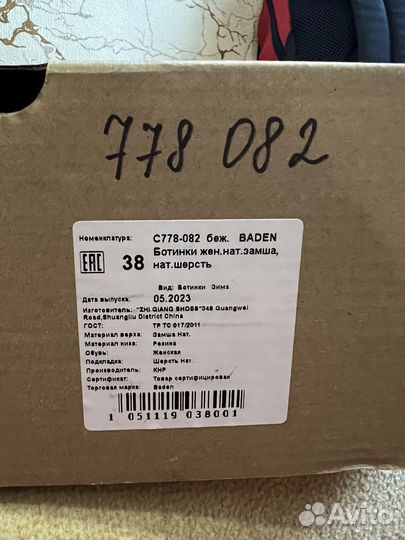 778 082
Номенклатура: C778-082 беж. BADEN
Ботинки жен.нат.замша,
нат.шерсть
EAC 38
Вид: Ботинки Зима
Дата выпуска: 05.2023
Изготовитель: "ZHI QIANG SHOES"346 Guangwei
Road,Shuangliu District China
ГОСТ: ТР ТС 017/2011
Материал верха: Замша Нат.
Материал низа: Резина
Обувь: Женская
Подкладка: Шерсть Нат.
Производитель: КНР
Сертификат: Товар сертифицирован
Торговая марка: Baden
1 051119 038001
Avito